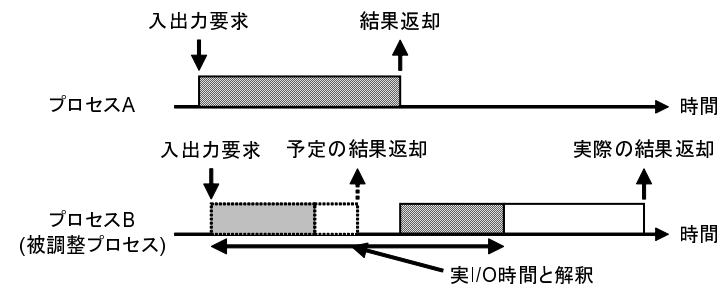 入出力要求
結果返却
プロセスA
時間
入出力要求
予定の結果返却
実際の結果返却
プロセスB
(被調整プロセス)
時間
実I/O時間と解釈